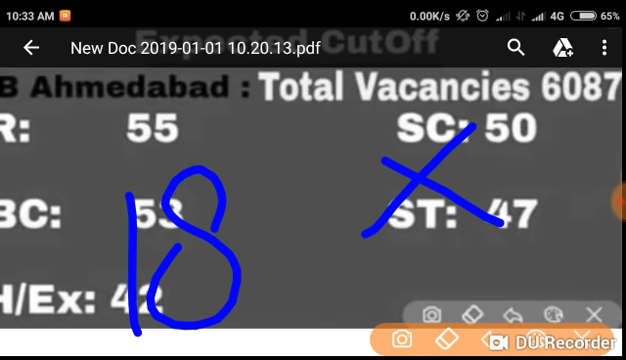 10:33 AM 0.00K/s 4G 65%
New Doc 2019-01-01 10.20.13.pdf
Expected CutOff
B Ahmedabad : Total Vacancies 6087
R: 55 SC: 50
BC: 53 ST: 47
H/Ex: 42
18
DU Recorder